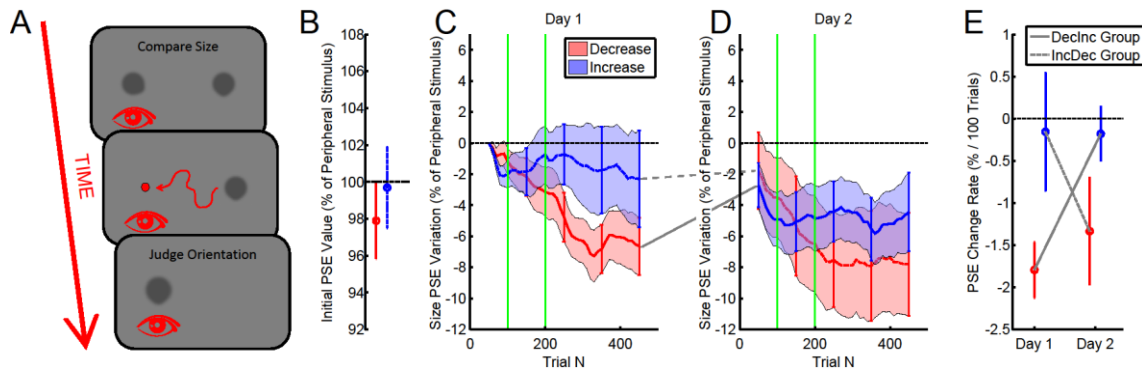 A
Compare Size
TIME
Judge Orientation
B
Initial PSE Value (% of Peripheral Stimulus)
108
106
104
102
100
98
96
94
92
C
Day 1
Size PSE Variation (% of Peripheral Stimulus)
6
4
2
0
-2
-4
-6
-8
-10
-12
0
200
400
Trial N
Decrease
Increase
D
Day 2
Size PSE Variation (% of Peripheral Stimulus)
6
4
2
0
-2
-4
-6
-8
-10
-12
0
200
400
Trial N
E
DecInc Group
IncDec Group
PSE Change Rate (% / 100 Trials)
1
0.5
0
-0.5
-1
-1.5
-2
-2.5
Day 1
Day 2